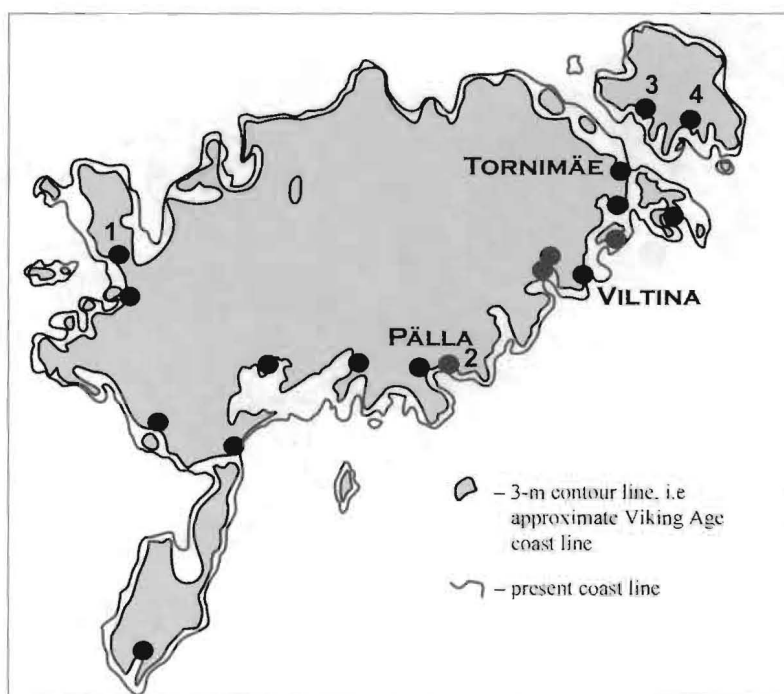 3
4
TORNIMÄE
1
VILTINA
PÄLLA
2
– 3-m contour line, i.e
approximate Viking Age
coast line
– present coast line